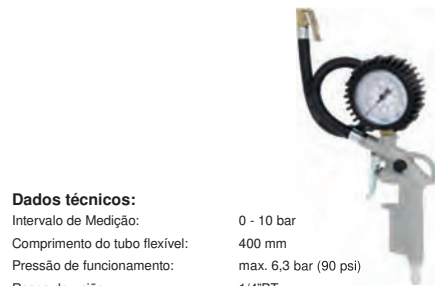 Dados técnicos:
Intervalo de Medição: 0 - 10 bar
Comprimento do tubo flexível: 400 mm
Pressão de funcionamento: max. 6,3 bar (90 psi)